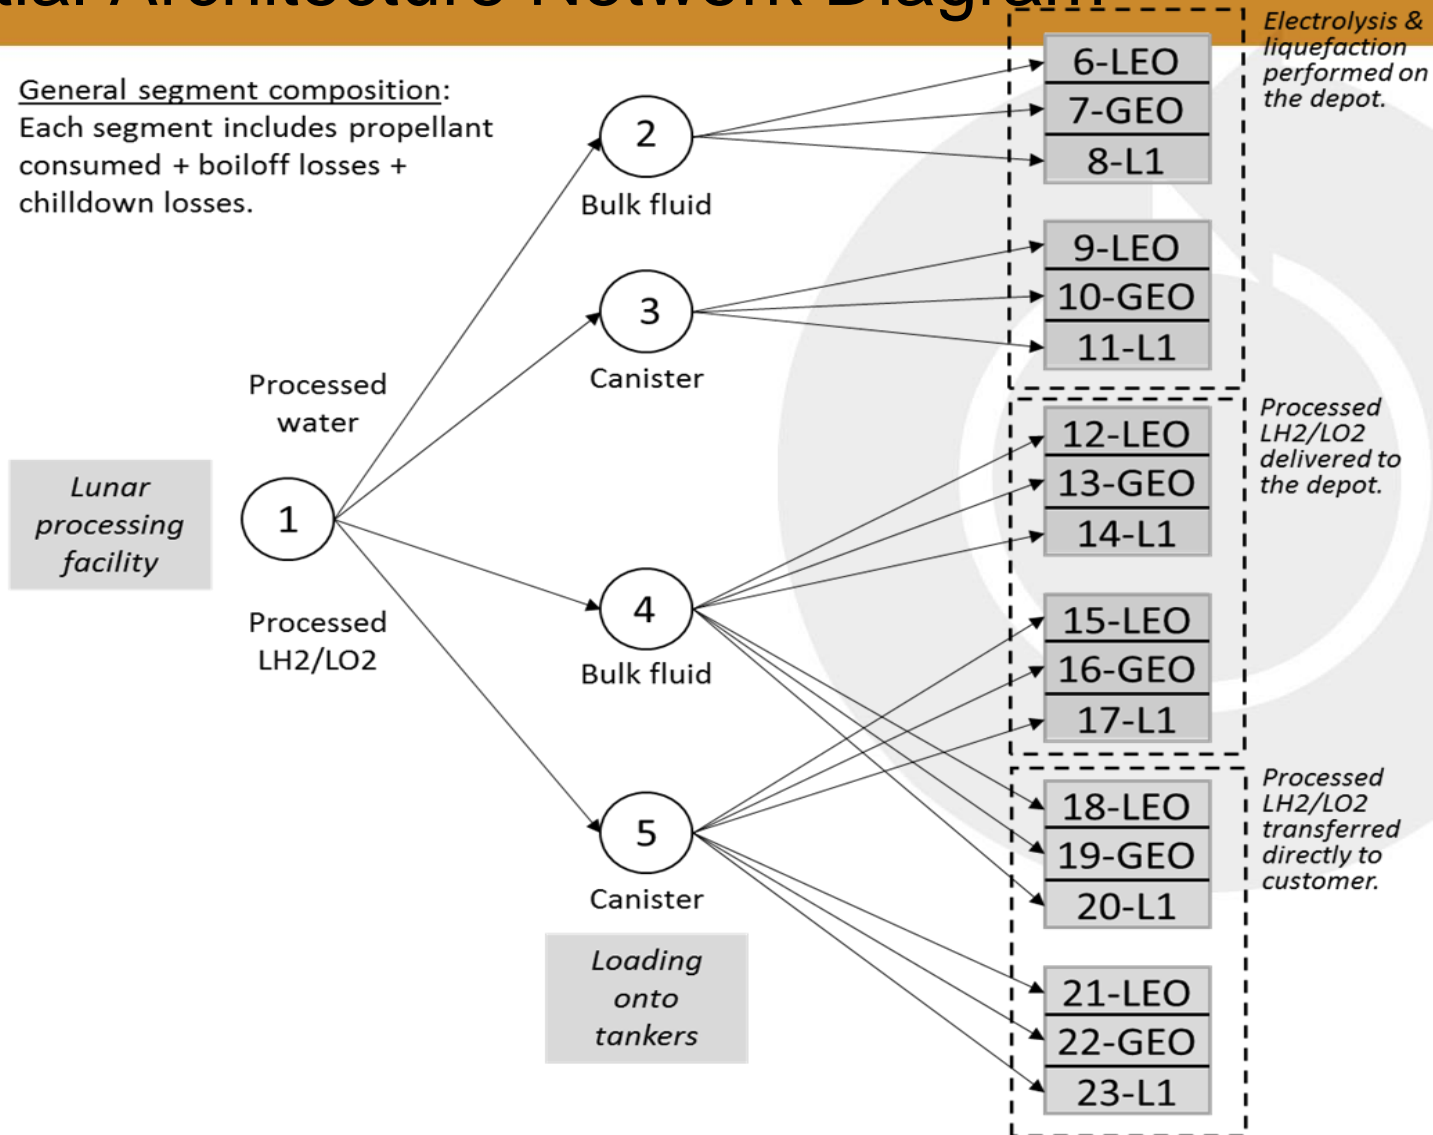 Architecture Network Diagram
General segment composition:
Each segment includes propellant
consumed + boiloff losses +
chilldown losses.
Electrolysis &
liquefaction
performed on
the depot.
2
Bulk fluid
6-LEO
7-GEO
8-L1
3
Canister
9-LEO
10-GEO
11-L1
Processed
water
Lunar
processing
facility
1
Processed
LH2/LO2
4
Bulk fluid
12-LEO
13-GEO
14-L1
Processed
LH2/LO2
delivered to
the depot.
15-LEO
16-GEO
17-L1
5
Canister
Loading
onto
tankers
18-LEO
19-GEO
20-L1
Processed
LH2/LO2
transferred
directly to
customer.
21-LEO
22-GEO
23-L1